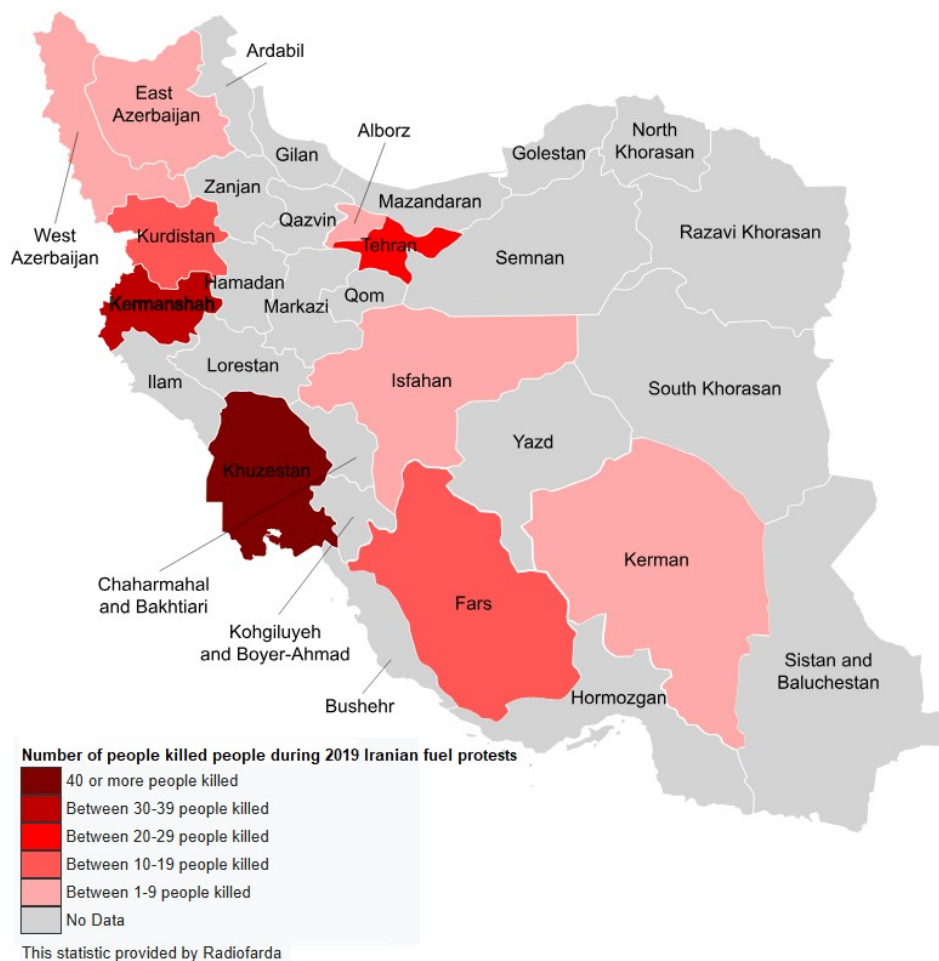 Ardabil
East
Azerbaijan
Alborz
North
Khorasan
Golestan
Gilan
Zanjan
Mazandaran
Qazvin
West
Azerbaijan
Kurdistan
Tehran
Razavi Khorasan
Semnan
Hamadan
Kermanshah
Markazi
Qom
Lorestan
Ilam
Isfahan
South Khorasan
Yazd
Khuzestan
Kerman
Chaharmahal
and Bakhtiari
Fars
Kohgiluyeh
and Boyer-Ahmad
Sistan and
Baluchestan
Bushehr
Hormozgan
Number of people killed people during 2019 Iranian fuel protests
40 or more people killed
Between 30-39 people killed
Between 20-29 people killed
Between 10-19 people killed
Between 1-9 people killed
No Data
This statistic provided by Radiofarda